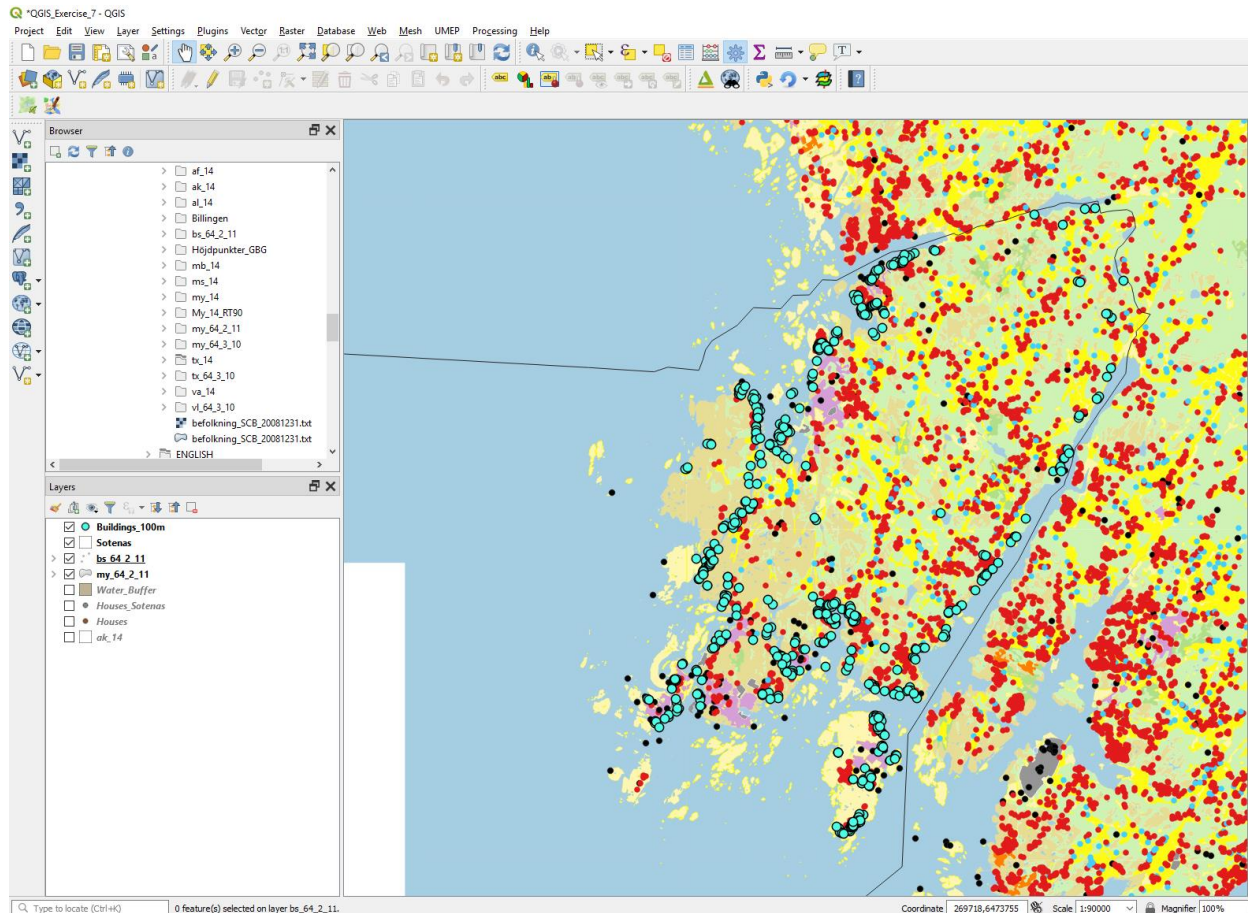 *QGIS_Exercise_7 - QGIS
Project Edit View Layer Settings Plugins Vector Raster Database Web Mesh UMEP Processing Help
Browser
af_14
ak_14
al_14
Billingen
bs_64_2_11
Höjdpunkter_GBG
mb_14
ms_14
my_14
My_14_RT90
my_64_2_11
my_64_3_10
tx_14
tx_64_3_10
va_14
vl_64_3_10
befolkning_SCB_20081231.txt
befolkning_SCB_20081231.txt
ENGLISH
Layers
Buildings_100m
Sotenas
bs_64_2_11
my_64_2_11
Water_Buffer
Houses_Sotenas
Houses
ak_14
Type to locate (Ctrl+K) 0 feature(s) selected on layer bs_64_2_11. Coordinate 269718,6473755 Scale 1:90000 Magnifier 100%